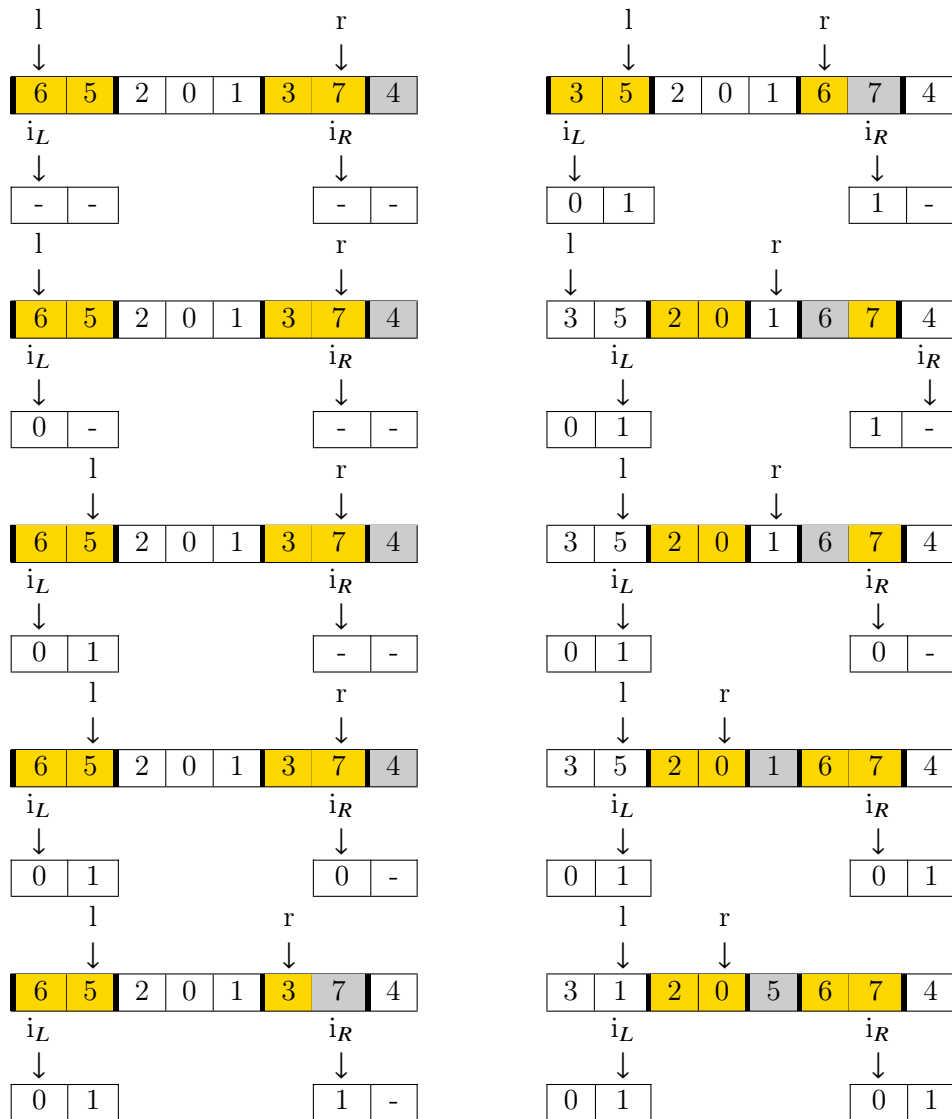 l r
6 5 2 0 1 3 7 4
i_L i_R
- - - -
l r
6 5 2 0 1 3 7 4
i_L i_R
0 - - -
l r
6 5 2 0 1 3 7 4
i_L i_R
0 1 - -
l r
6 5 2 0 1 3 7 4
i_L i_R
0 1 0 -
l r
6 5 2 0 1 3 7 4
i_L i_R
0 1 1 -
l r
3 5 2 0 1 6 7 4
i_L i_R
0 1 1 -
l r
3 5 2 0 1 6 7 4
i_L i_R
0 1 1 -
l r
3 5 2 0 1 6 7 4
i_L i_R
0 1 0 -
l r
3 5 2 0 1 6 7 4
i_L i_R
0 1 0 1
l r
3 1 2 0 5 6 7 4
i_L i_R
0 1 0 1